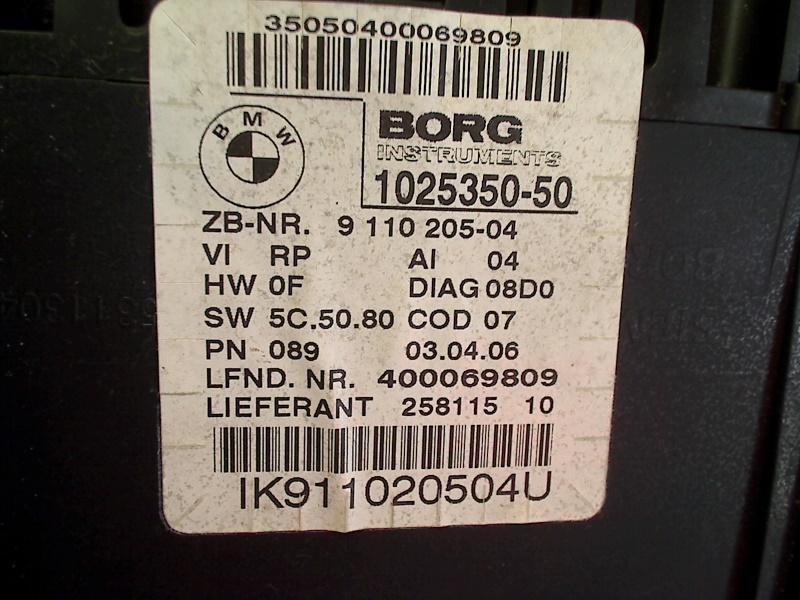 35050400069809
BMW
BORG
INSTRUMENTS
1025350-50
ZB-NR. 9 110 205-04
VI RP AI 04
HW 0F DIAG 08D0
SW 5C.50.80 COD 07
PN 089 03.04.06
LFND. NR. 400069809
LIEFERANT 258115 10
IK911020504U